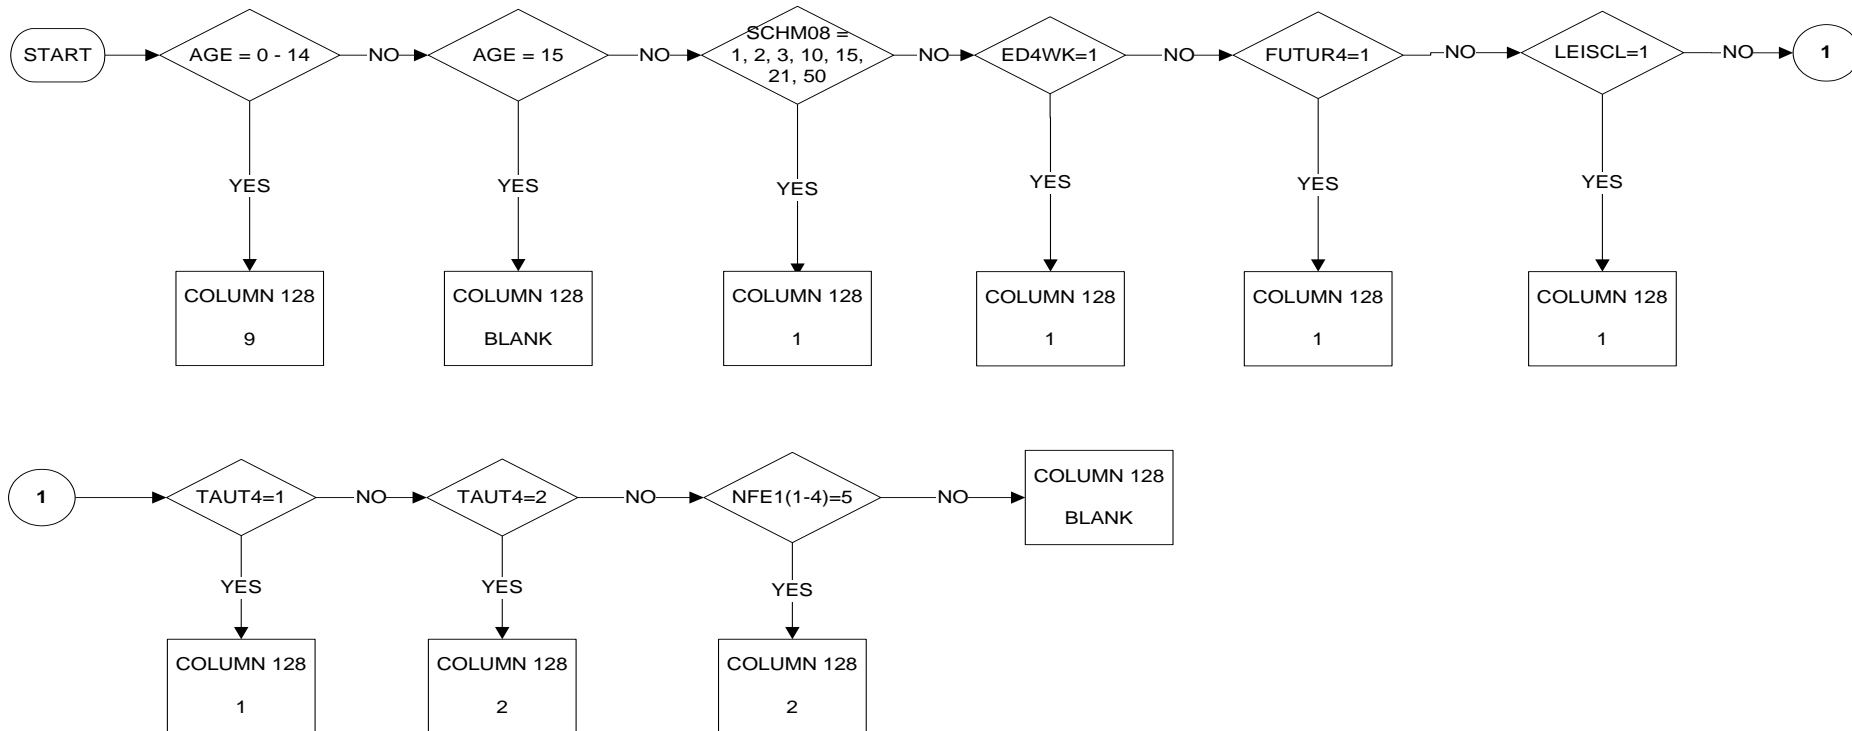 START
AGE = 0 - 14
NO
AGE = 15
NO
SCHM08 =
1, 2, 3, 10, 15,
21, 50
NO
ED4WK=1
NO
FUTUR4=1
NO
LEISCL=1
NO
1
YES
YES
YES
YES
YES
YES
COLUMN 128
9
COLUMN 128
BLANK
COLUMN 128
1
COLUMN 128
1
COLUMN 128
1
COLUMN 128
1
1
TAUT4=1
NO
TAUT4=2
NO
NFE1(1-4)=5
NO
COLUMN 128
BLANK
YES
YES
YES
COLUMN 128
1
COLUMN 128
2
COLUMN 128
2